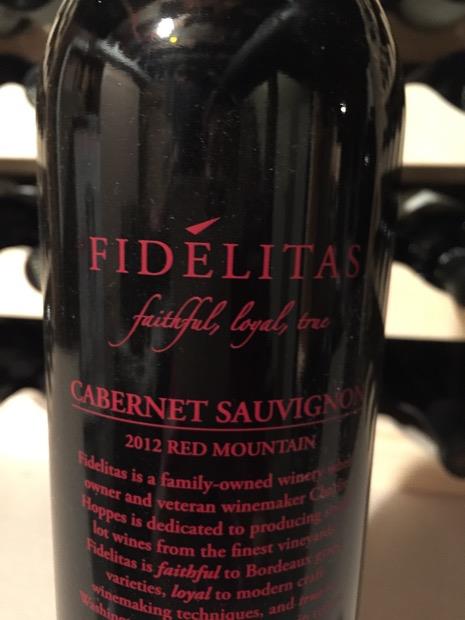 FIDÉLITAS
faithful, loyal, true
CABERNET SAUVIGNON
2012 RED MOUNTAIN
Fidelitas is a family-owned winery
owner and veteran winemaker
Hoppes is dedicated to producing
lot wines from the finest vineyards
Fidelitas is faithful to Bordeaux
varieties, loyal to modern
winemaking techniques, and true